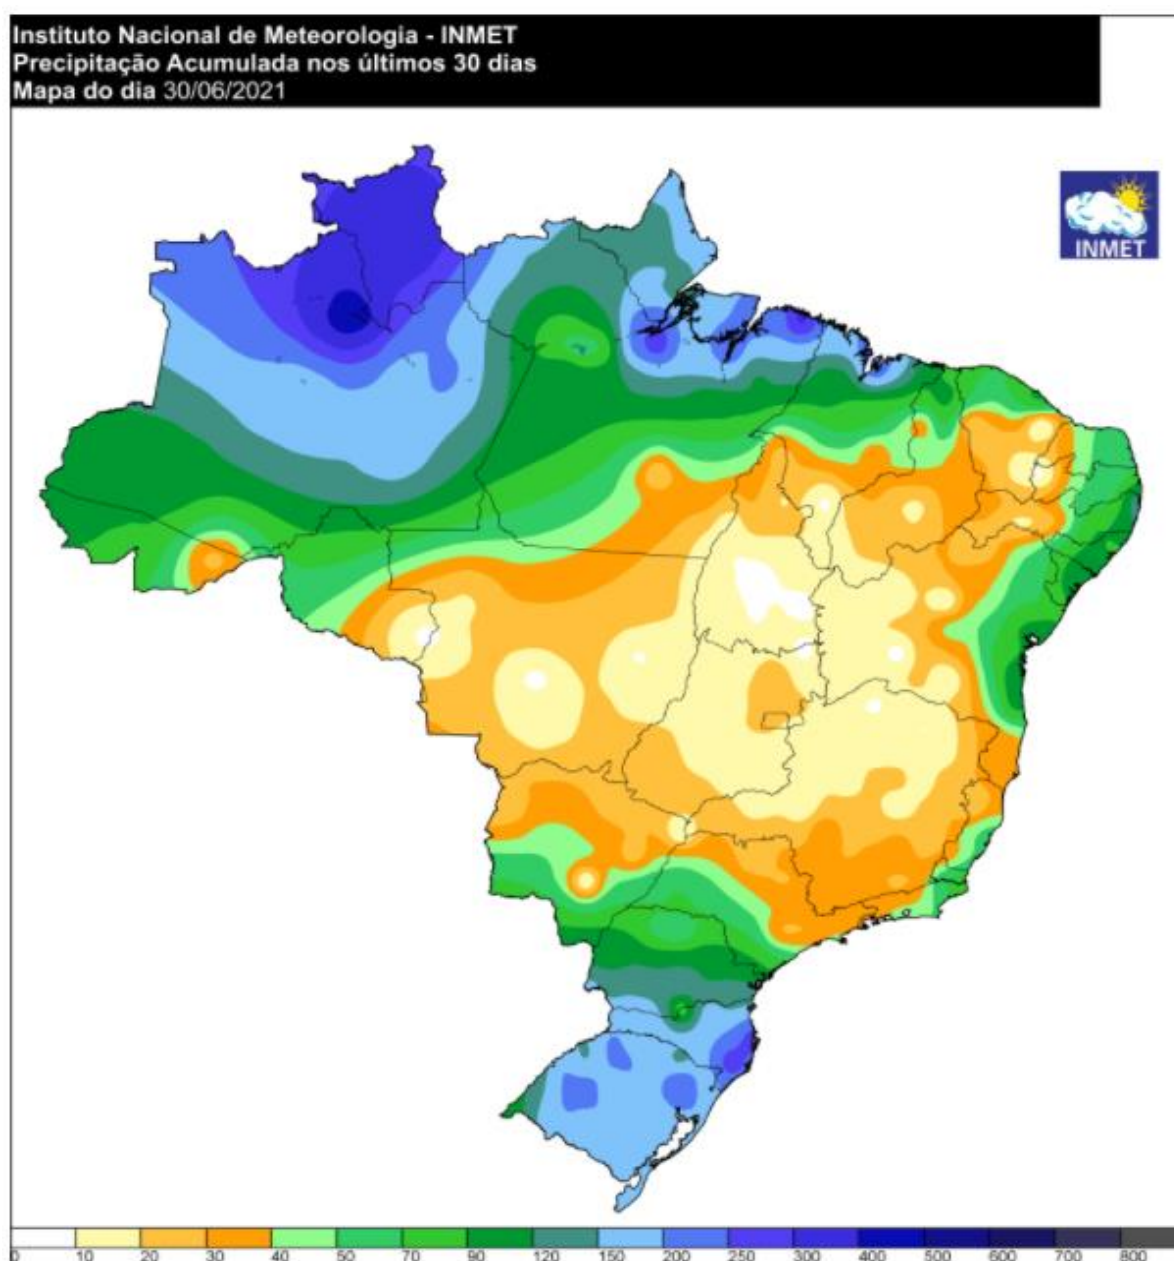 Instituto Nacional de Meteorologia - INMET
Precipitação Acumulada nos últimos 30 dias
Mapa do dia 30/06/2021
INMET
0 10 20 30 40 50 70 90 120 150 200 250 300 400 500 600 700 800